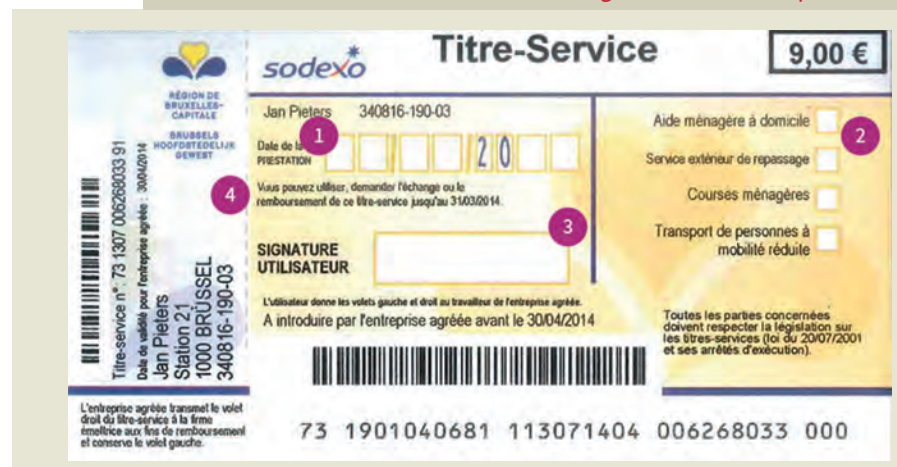 RÉGION DE
BRUXELLES-
CAPITALE
BRUSSELS
HOOFDSTEDELIJK
GEWEST
sodexo
Titre-Service
9,00 €
Titre-service n° : 73 1307 006268033 91
Date de validité pour l'entreprise agréée : 30/04/2014
Jan Pieters
Station 21
1000 BRÜSSEL
340816-190-03
4
Jan Pieters 340816-190-03
1
Date de la
PRESTATION
/ / 2 0
Vous pouvez utiliser, demander l'échange ou le
remboursement de ce titre-service jusqu'au 31/03/2014.
3
SIGNATURE
UTILISATEUR
L'utilisateur donne les volets gauche et droit au travailleur de l'entreprise agréée.
A introduire par l'entreprise agréée avant le 30/04/2014
Aide ménagère à domicile
2
Service extérieur de repassage
Courses ménagères
Transport de personnes à
mobilité réduite
Toutes les parties concernées
doivent respecter la législation sur
les titres-services (loi du 20/07/2001
et ses arrêtés d'exécution).
L'entreprise agréée transmet le volet
droit du titre-service à la firme
émettrice aux fins de remboursement
et conserve le volet gauche.
73 1901040681 113071404 006268033 000